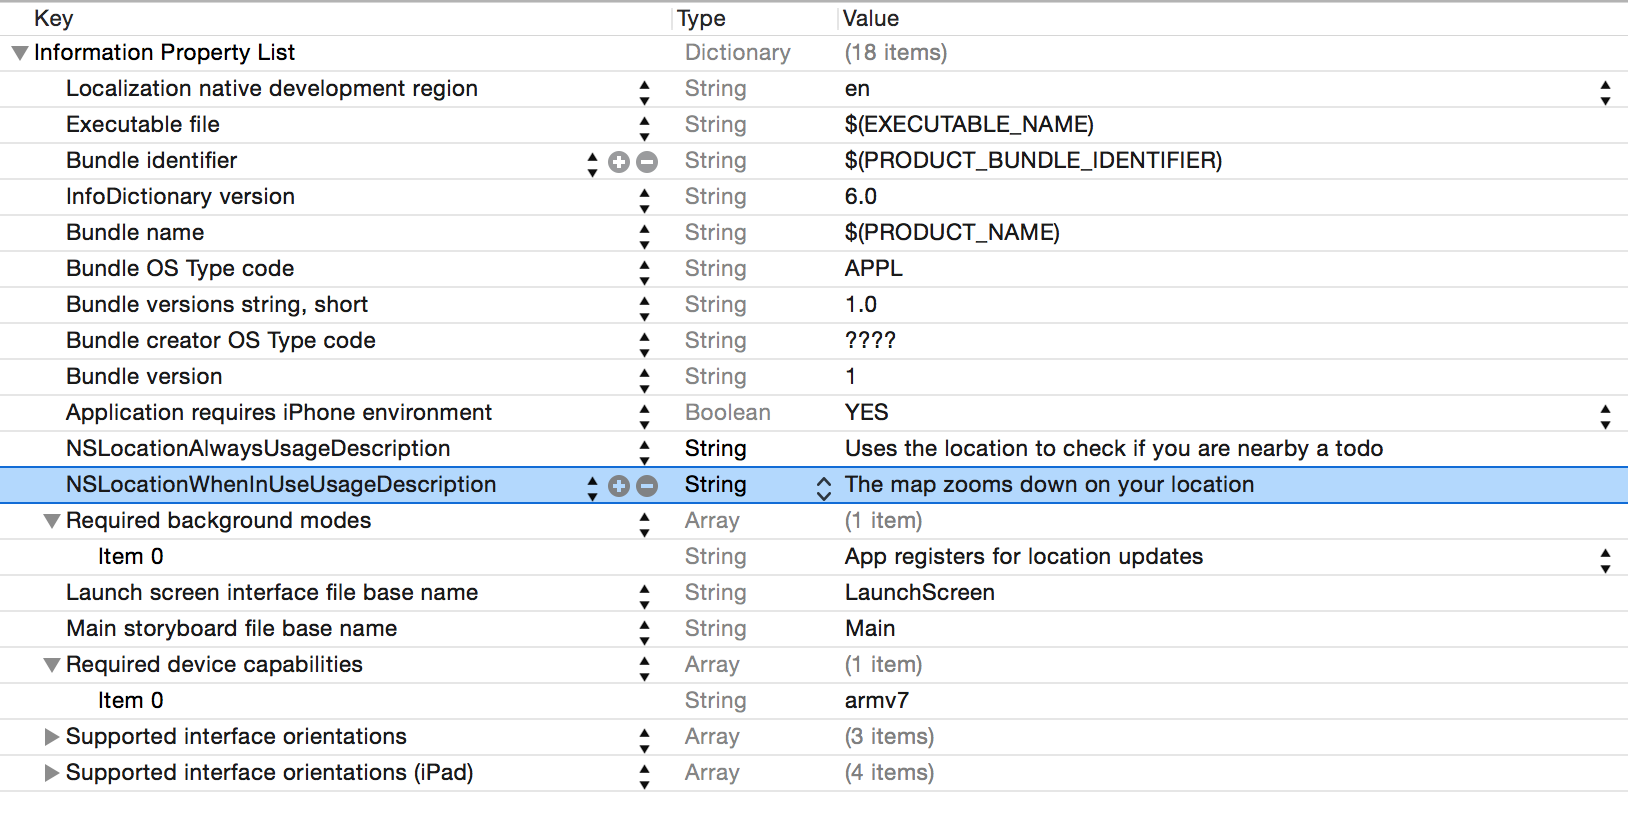 Key Type Value
Information Property List Dictionary (18 items)
Localization native development region String en
Executable file String $(EXECUTABLE_NAME)
Bundle identifier String $(PRODUCT_BUNDLE_IDENTIFIER)
InfoDictionary version String 6.0
Bundle name String $(PRODUCT_NAME)
Bundle OS Type code String APPL
Bundle versions string, short String 1.0
Bundle creator OS Type code String ????
Bundle version String 1
Application requires iPhone environment Boolean YES
NSLocationAlwaysUsageDescription String Uses the location to check if you are nearby a todo
NSLocationWhenInUseUsageDescription String The map zooms down on your location
Required background modes Array (1 item)
Item 0 String App registers for location updates
Launch screen interface file base name String LaunchScreen
Main storyboard file base name String Main
Required device capabilities Array (1 item)
Item 0 String armv7
Supported interface orientations Array (3 items)
Supported interface orientations (iPad) Array (4 items)